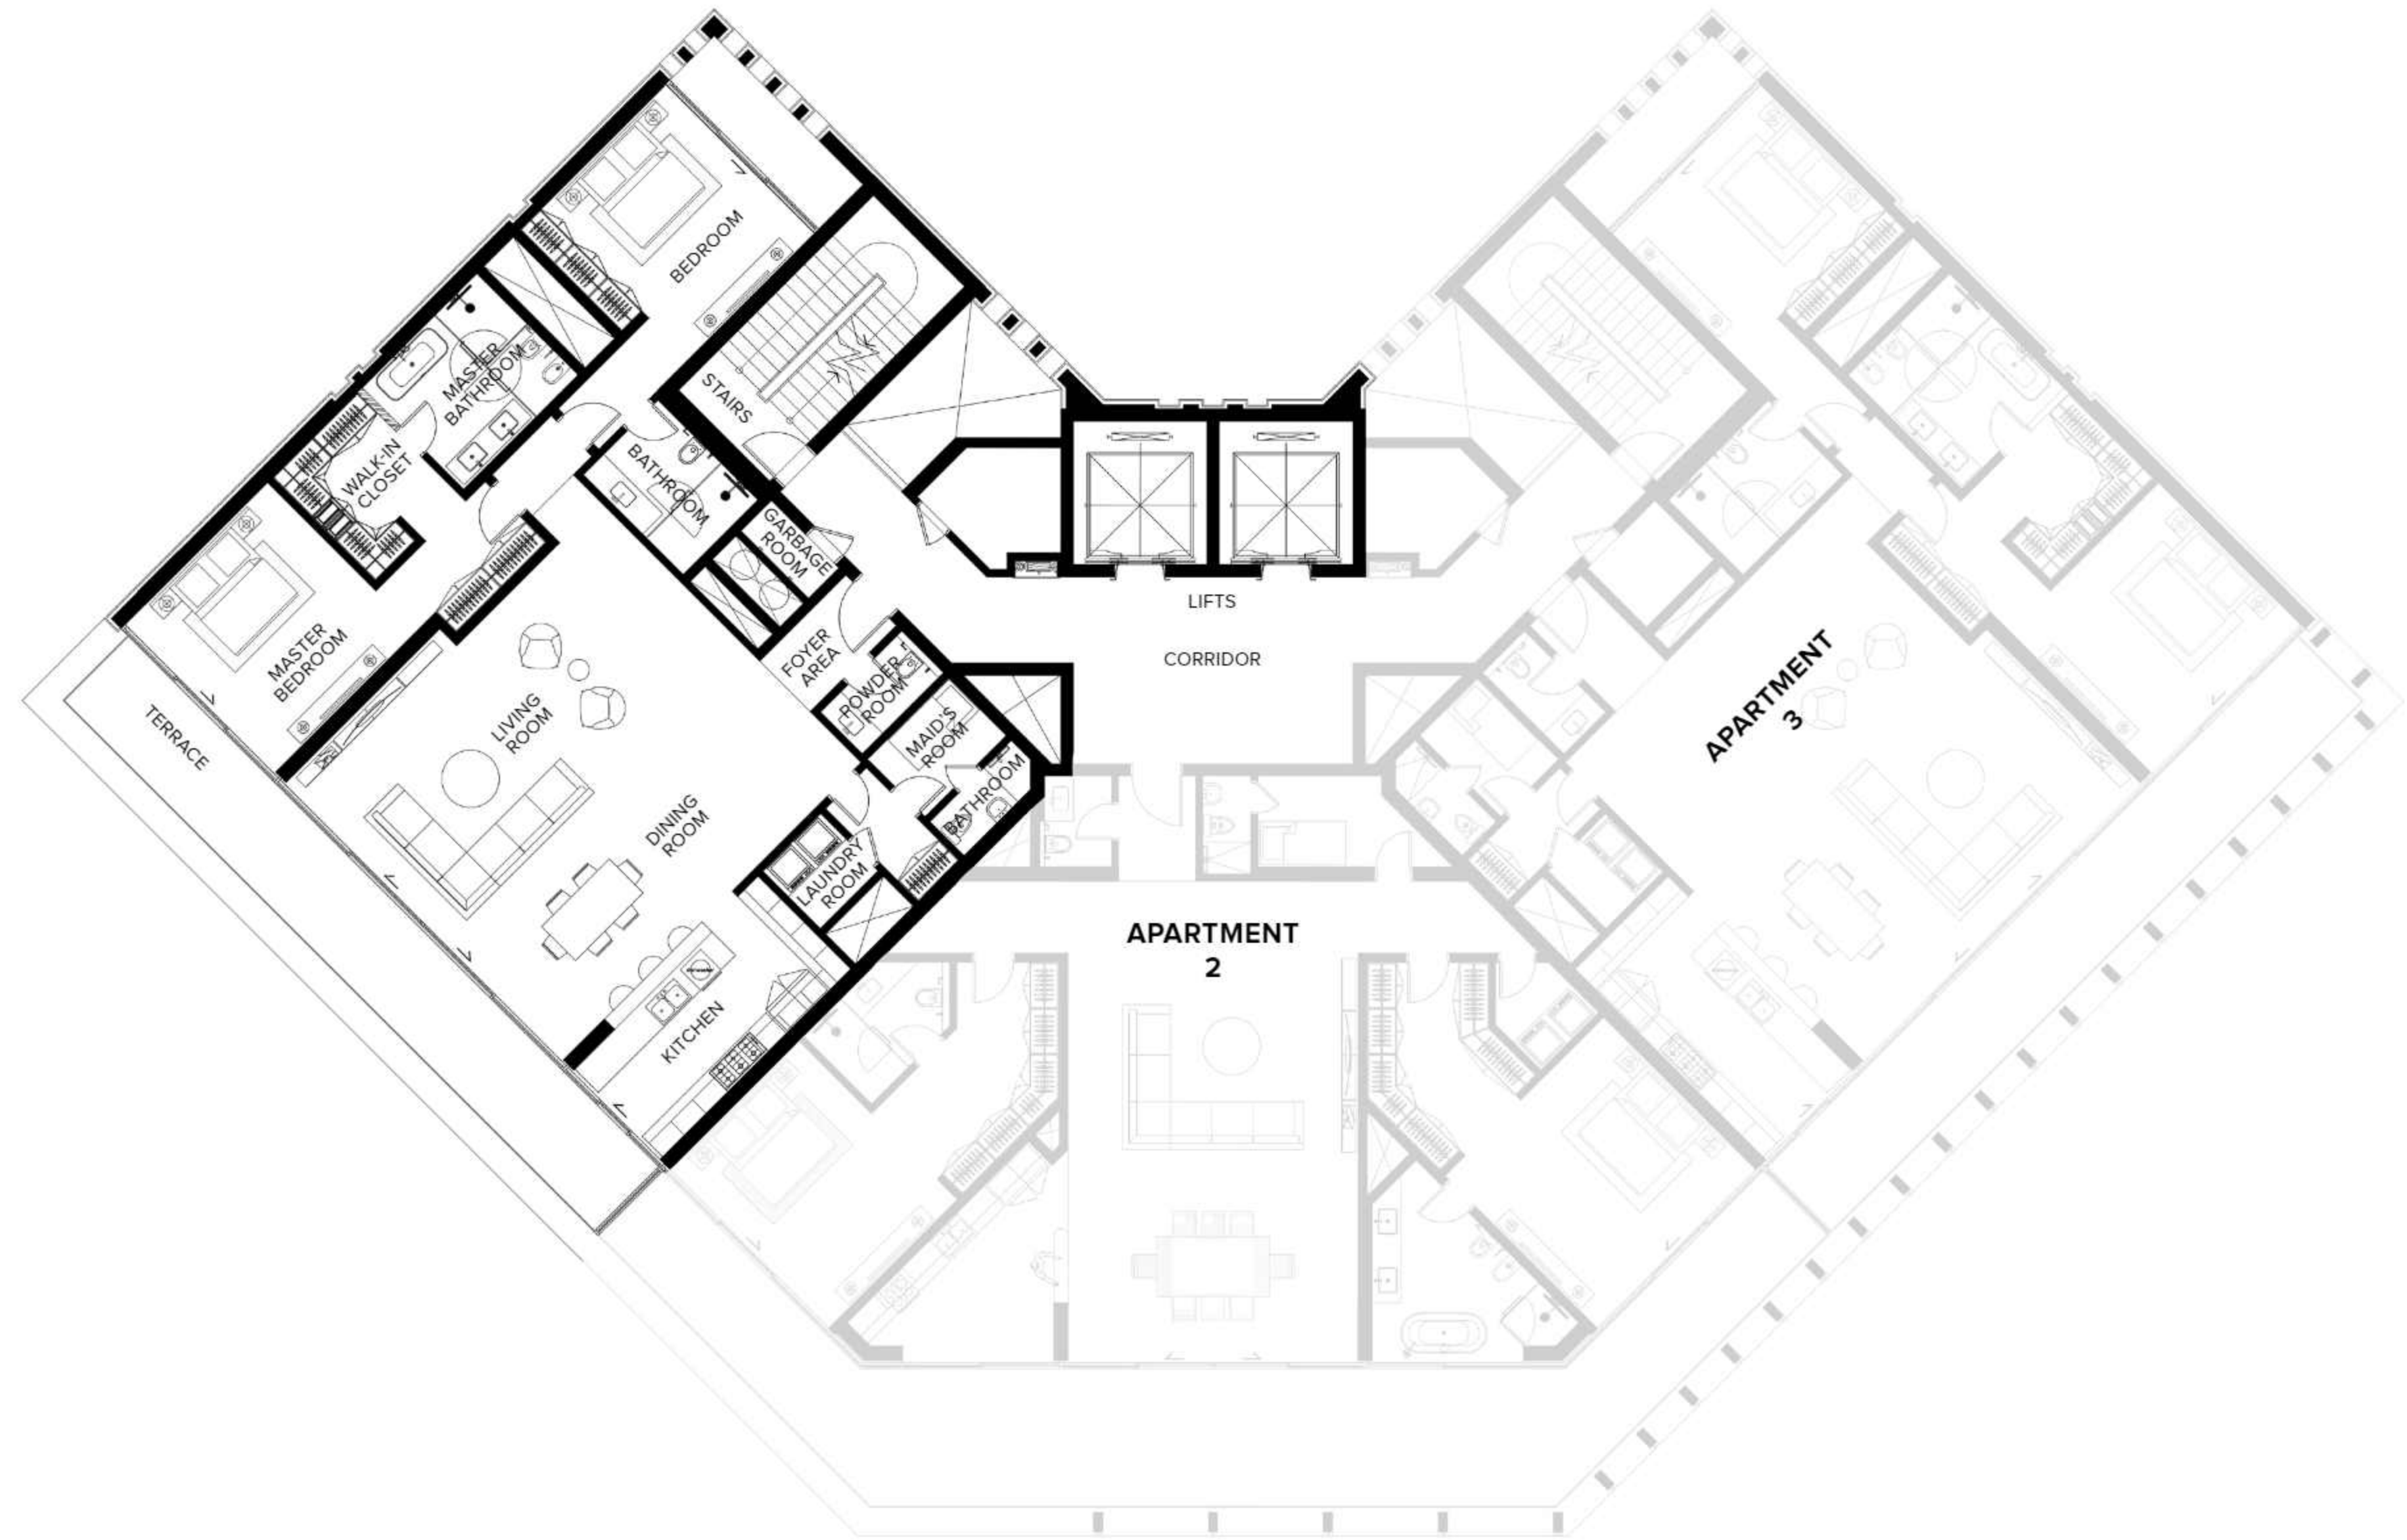 BEDROOM
MASTER
BATHROOM
STAIRS
WALK-IN
CLOSET
BATHROOM
GARBAGE
ROOM
LIFTS
CORRIDOR
MASTER
BEDROOM
FOYER
AREA
POWDER
ROOM
MAID'S
ROOM
TERRACE
LIVING
ROOM
BATHROOM
DINING
ROOM
LAUNDRY
ROOM
KITCHEN
APARTMENT
2
APARTMENT
3